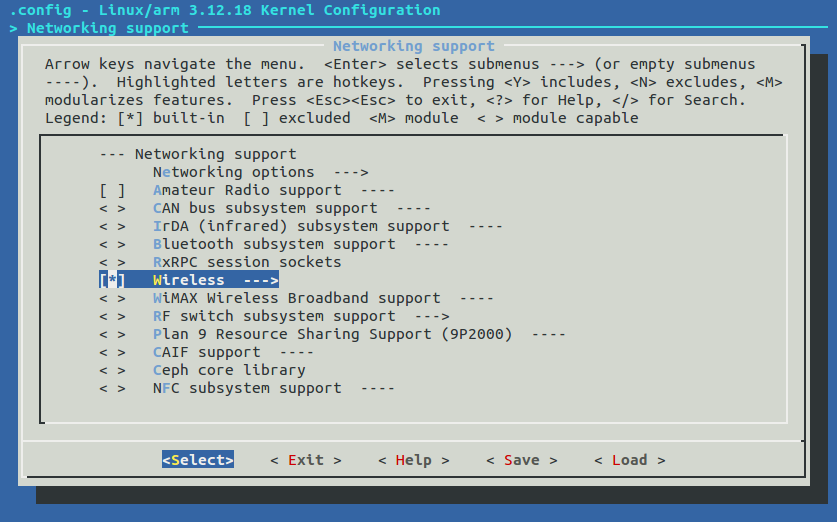 .config - Linux/arm 3.12.18 Kernel Configuration
> Networking support
Networking support
Arrow keys navigate the menu.  <Enter> selects submenus ---> (or empty submenus
----).  Highlighted letters are hotkeys.  Pressing <Y> includes, <N> excludes, <M>
modularizes features.  Press <Esc><Esc> to exit, <?> for Help, </> for Search.
Legend: [*] built-in  [ ] excluded  <M> module  < > module capable
--- Networking support
Networking options  --->
[ ]   Amateur Radio support  ----
< >   CAN bus subsystem support  ----
< >   IrDA (infrared) subsystem support  ----
< >   Bluetooth subsystem support  ----
< >   RxRPC session sockets
[*]   Wireless  --->
< >   WiMAX Wireless Broadband support  ----
< >   RF switch subsystem support  --->
< >   Plan 9 Resource Sharing Support (9P2000)  ----
< >   CAIF support  ----
< >   Ceph core library
< >   NFC subsystem support  ----
<Select>    < Exit >    < Help >    < Save >    < Load >